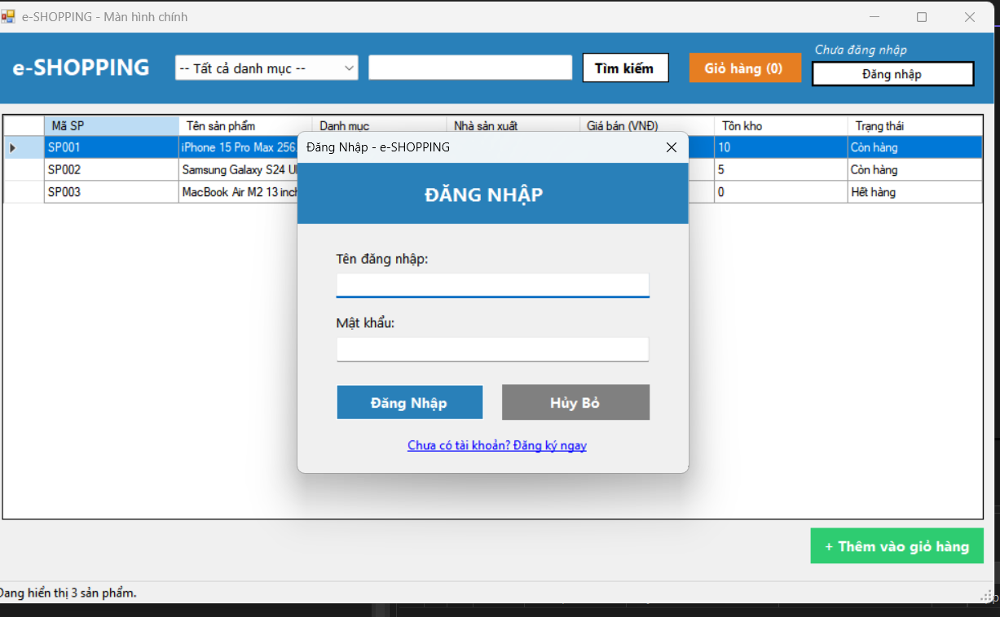 e-SHOPPING - Màn hình chính
e-SHOPPING
-- Tất cả danh mục --
Tìm kiếm
Giỏ hàng (0)
Chưa đăng nhập
Đăng nhập
Mã SP Tên sản phẩm Danh mục Nhà sản xuất Giá bán (VNĐ) Tồn kho Trạng thái
SP001 iPhone 15 Pro Max 256 10 Còn hàng
SP002 Samsung Galaxy S24 5 Còn hàng
SP003 MacBook Air M2 13 inch 0 Hết hàng
Đăng Nhập - e-SHOPPING
ĐĂNG NHẬP
Tên đăng nhập:
Mật khẩu:
Đăng Nhập
Hủy Bỏ
Chưa có tài khoản? Đăng ký ngay
+ Thêm vào giỏ hàng
Đang hiển thị 3 sản phẩm.